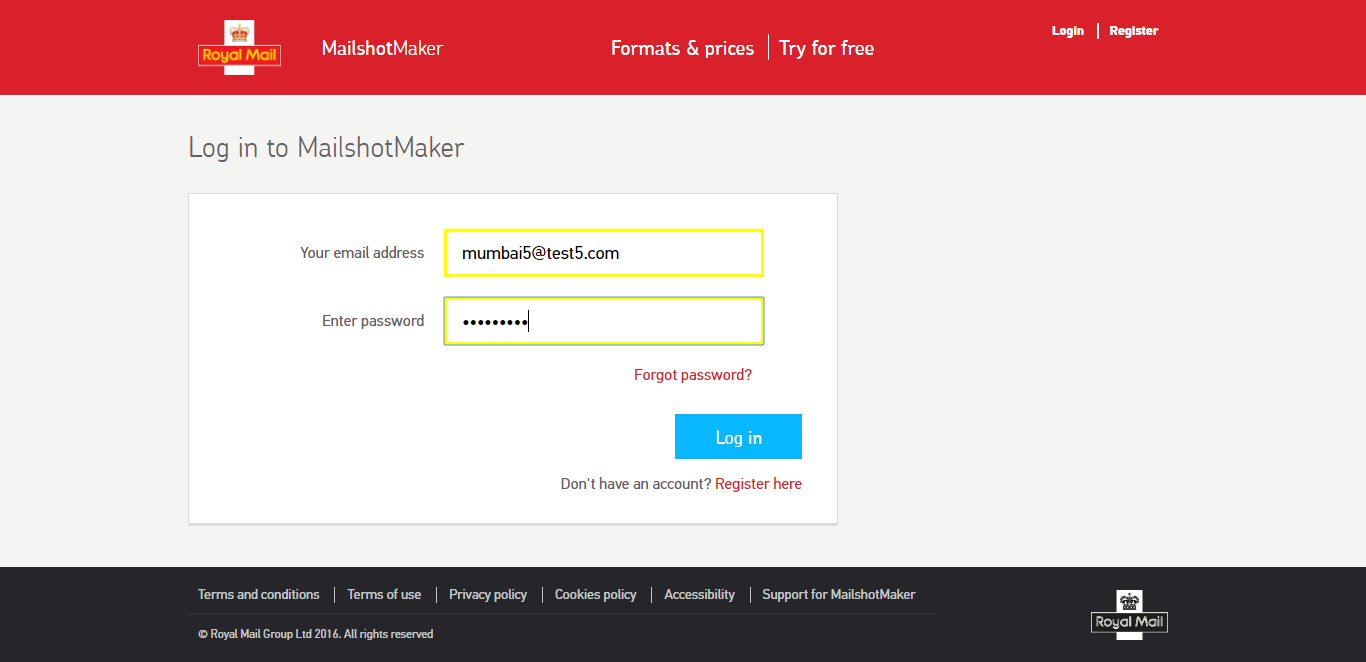 Royal Mail
MailshotMaker
Formats & prices
Try for free
Login
Register
Log in to MailshotMaker
Your email address
mumbai5@test5.com
Enter password
•••••••••
Forgot password?
Log in
Don't have an account? Register here
Terms and conditions
Terms of use
Privacy policy
Cookies policy
Accessibility
Support for MailshotMaker
© Royal Mail Group Ltd 2016. All rights reserved
Royal Mail